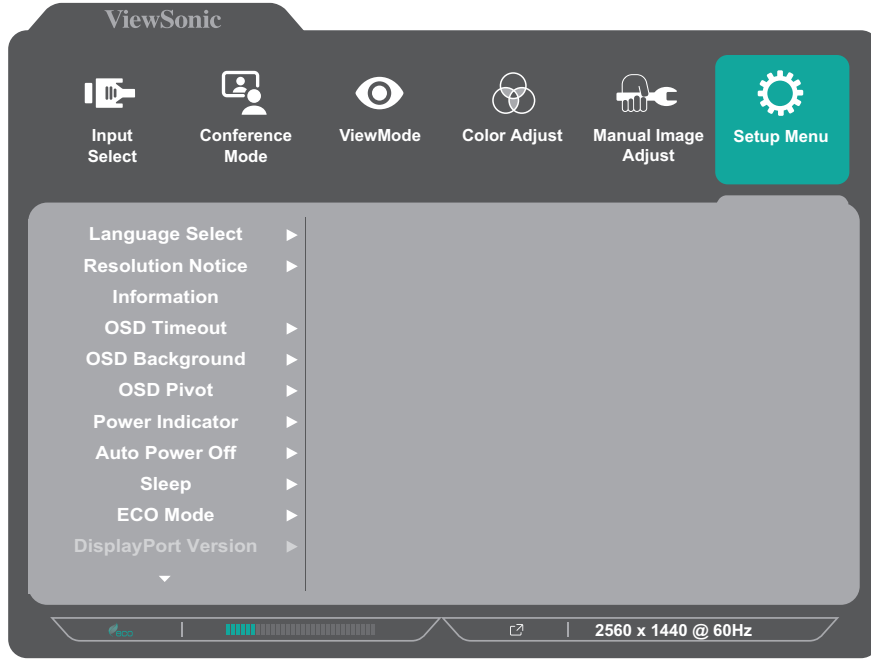 ViewSonic
Input
Select
Conference
Mode
ViewMode
Color Adjust
Manual Image
Adjust
Setup Menu
Language Select
Resolution Notice
Information
OSD Timeout
OSD Background
OSD Pivot
Power Indicator
Auto Power Off
Sleep
ECO Mode
DisplayPort Version
eco
2560 x 1440 @ 60Hz